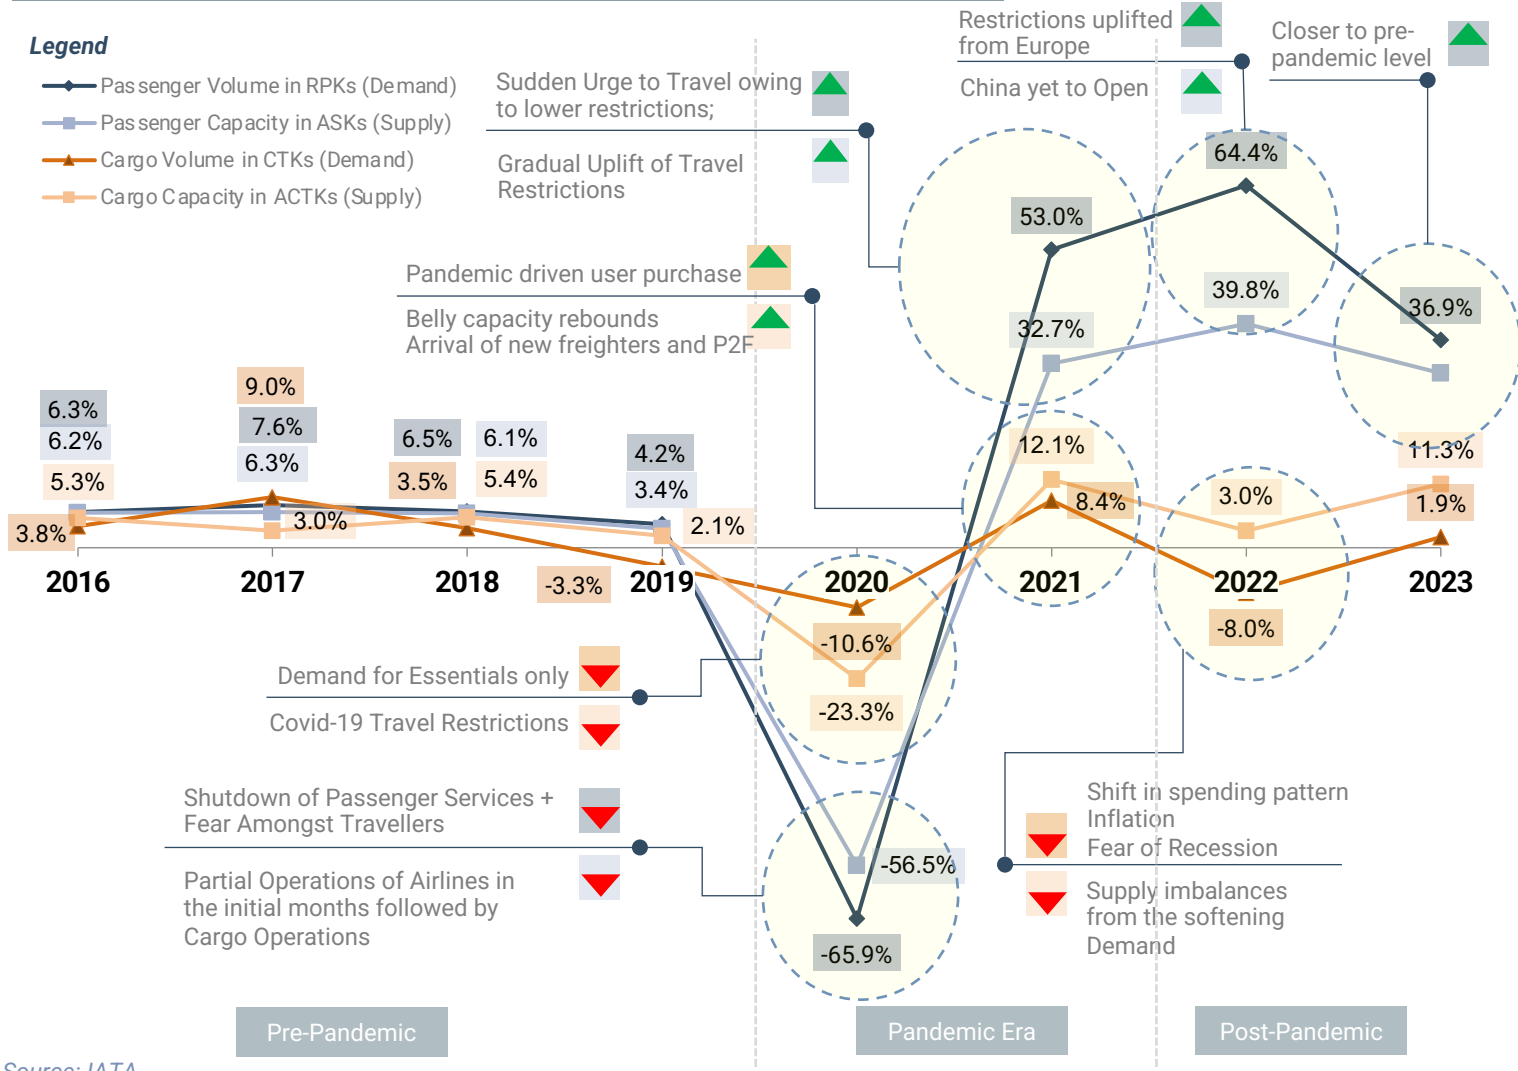 Legend
Passenger Volume in RPKs (Demand)
Passenger Capacity in ASKs (Supply)
Cargo Volume in CTKs (Demand)
Cargo Capacity in ACTKs (Supply)
Sudden Urge to Travel owing
to lower restrictions;
Gradual Uplift of Travel
Restrictions
Restrictions uplifted
from Europe
China yet to Open
Closer to pre-
pandemic level
Pandemic driven user purchase
Belly capacity rebounds
Arrival of new freighters and P2F
64.4%
53.0%
39.8%
36.9%
32.7%
6.3%
6.2%
5.3%
3.8%
9.0%
7.6%
6.3%
3.0%
6.5%
6.1%
3.5%
5.4%
4.2%
3.4%
2.1%
-3.3%
12.1%
8.4%
3.0%
11.3%
1.9%
2016
2017
2018
2019
2020
2021
2022
2023
-10.6%
-23.3%
-8.0%
-56.5%
-65.9%
Demand for Essentials only
Covid-19 Travel Restrictions
Shutdown of Passenger Services +
Fear Amongst Travellers
Partial Operations of Airlines in
the initial months followed by
Cargo Operations
Shift in spending pattern
Inflation
Fear of Recession
Supply imbalances
from the softening
Demand
Pre-Pandemic
Pandemic Era
Post-Pandemic
Source: IATA